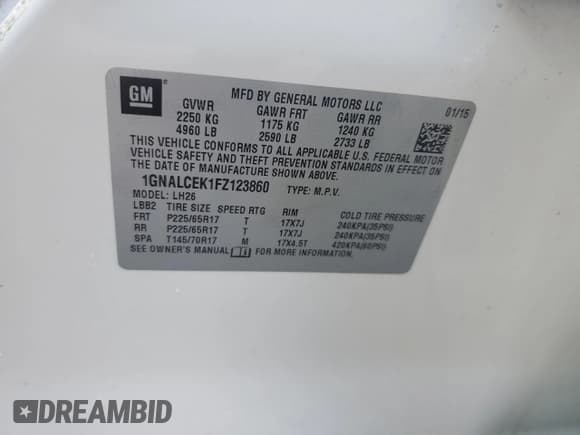 GM
MFD BY GENERAL MOTORS LLC
01/15
GVWR GAWR FRT GAWR RR
2250 KG 1175 KG 1240 KG
4960 LB 2590 LB 2733 LB
THIS VEHICLE CONFORMS TO ALL APPLICABLE U.S. FEDERAL MOTOR
VEHICLE SAFETY AND THEFT PREVENTION STANDARDS IN EFFECT ON
THE DATE OF MANUFACTURE SHOWN ABOVE.
1GNALCEK1FZ123860 TYPE: M.P.V.
MODEL: LH26
LBB2 TIRE SIZE SPEED RTG RIM COLD TIRE PRESSURE
FRT P225/65R17 T 17X7J 240KPA(35PSI)
RR P225/65R17 T 17X7J 240KPA(35PSI)
SPA T145/70R17 M 17X4.5T 420KPA(60PSI)
SEE OWNER'S MANUAL FOR MORE INFORMATION.
DREAMBID